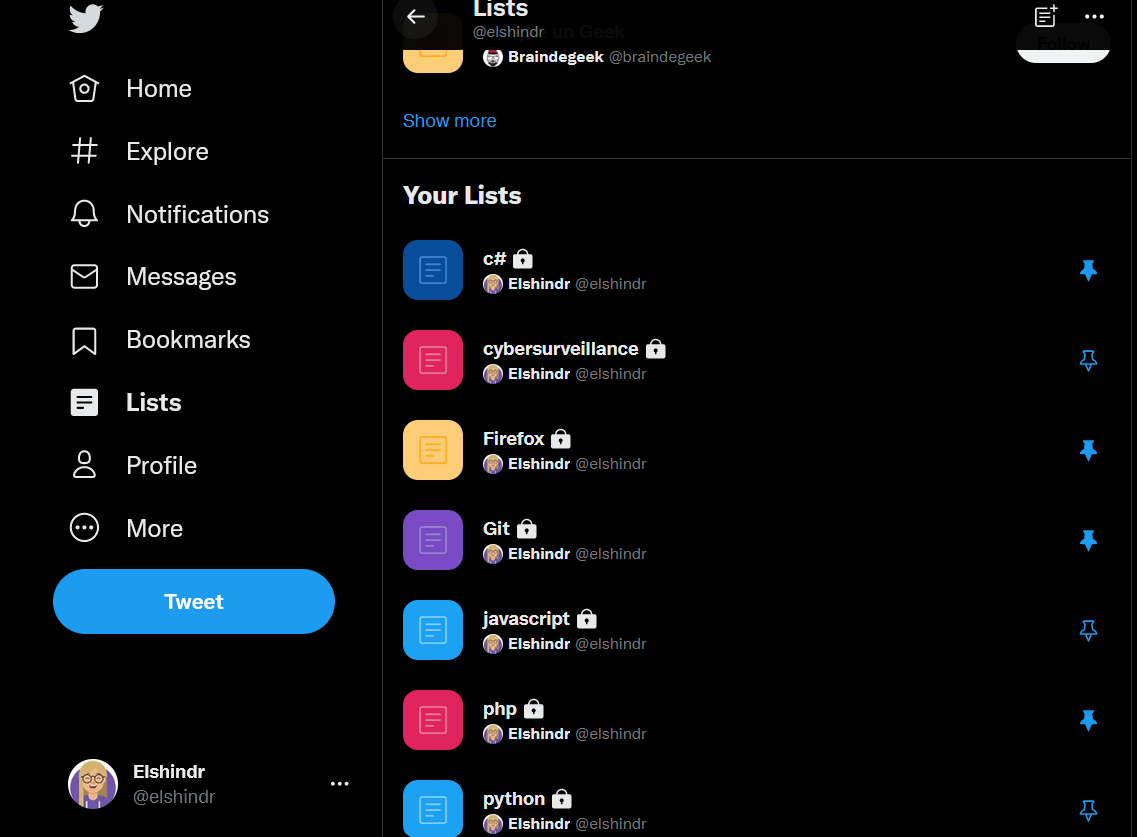 Home
Explore
Notifications
Messages
Bookmarks
Lists
Profile
More
Tweet
Elshindr
@elshindr
Lists
@elshindr
un Geek
Follow
Braindegeek @braindegeek
Show more
Your Lists
c#
Elshindr @elshindr
cybersurveillance
Elshindr @elshindr
Firefox
Elshindr @elshindr
Git
Elshindr @elshindr
javascript
Elshindr @elshindr
php
Elshindr @elshindr
python
Elshindr @elshindr